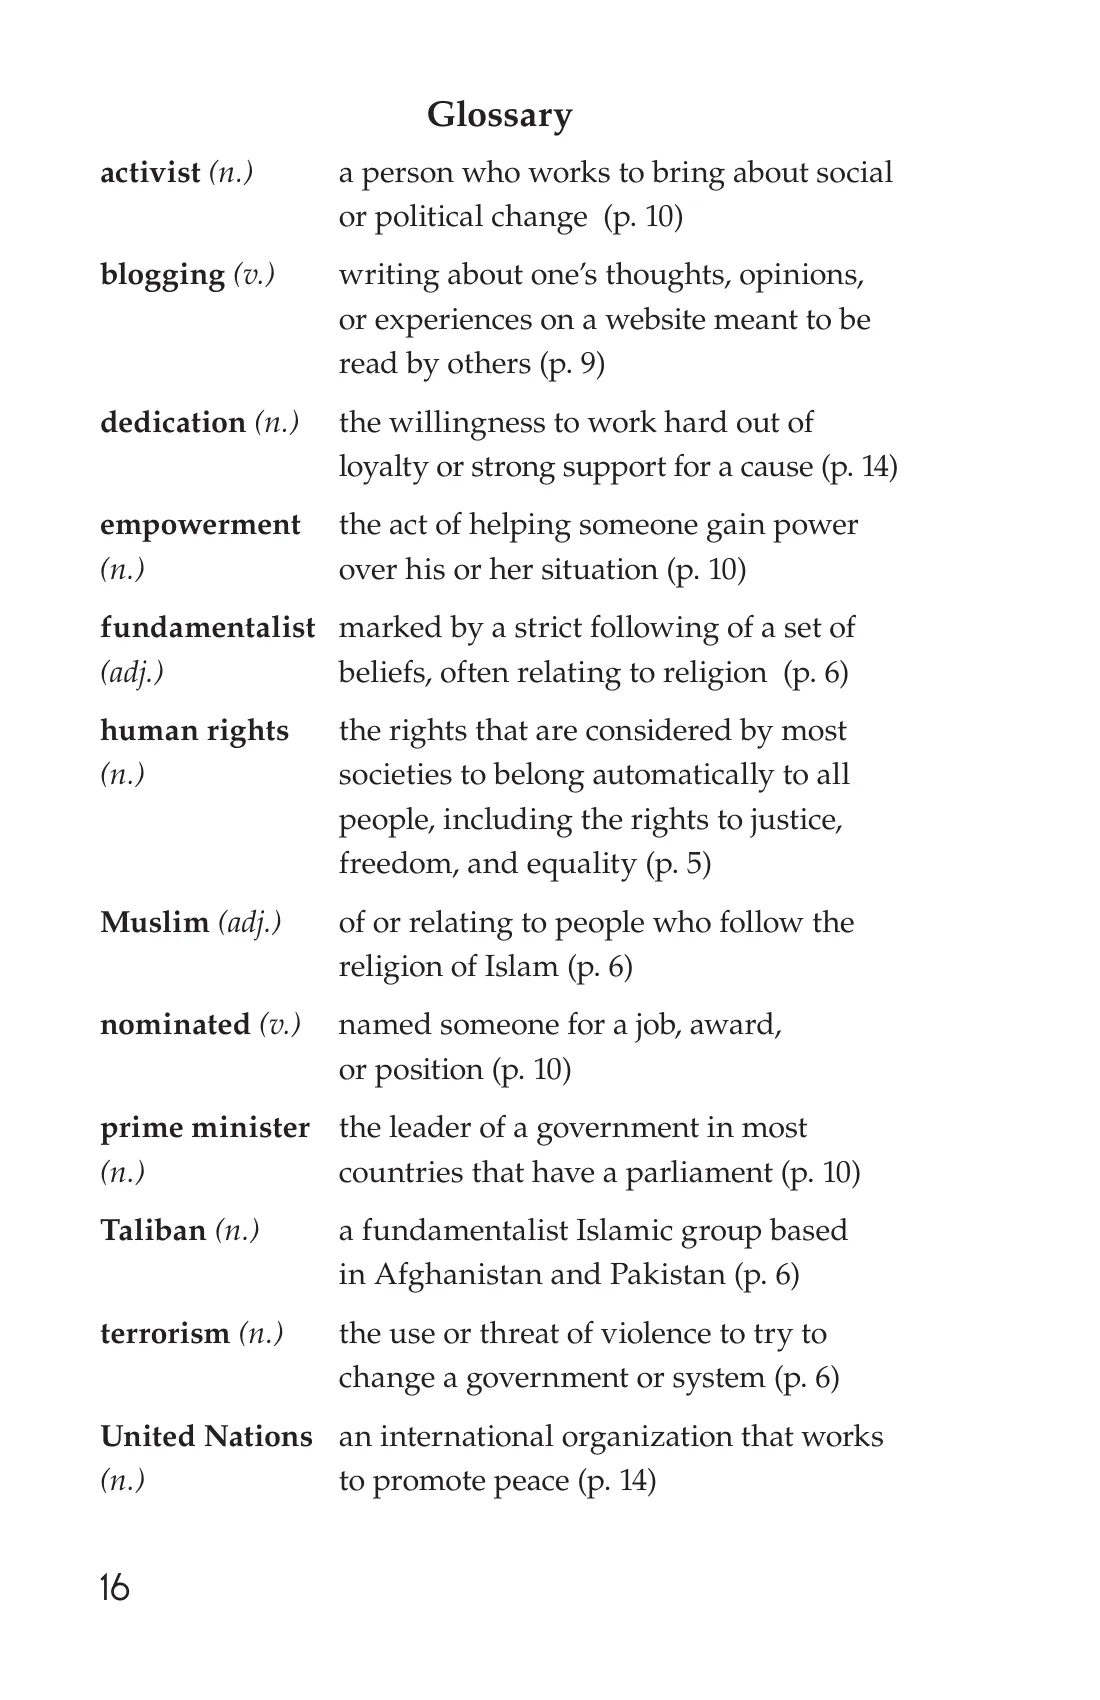 Glossary
activist (n.) a person who works to bring about social
or political change (p. 10)
blogging (v.) writing about one’s thoughts, opinions,
or experiences on a website meant to be
read by others (p. 9)
dedication (n.) the willingness to work hard out of
loyalty or strong support for a cause (p. 14)
empowerment the act of helping someone gain power
(n.) over his or her situation (p. 10)
fundamentalist marked by a strict following of a set of
(adj.) beliefs, often relating to religion (p. 6)
human rights the rights that are considered by most
(n.) societies to belong automatically to all
people, including the rights to justice,
freedom, and equality (p. 5)
Muslim (adj.) of or relating to people who follow the
religion of Islam (p. 6)
nominated (v.) named someone for a job, award,
or position (p. 10)
prime minister the leader of a government in most
(n.) countries that have a parliament (p. 10)
Taliban (n.) a fundamentalist Islamic group based
in Afghanistan and Pakistan (p. 6)
terrorism (n.) the use or threat of violence to try to
change a government or system (p. 6)
United Nations an international organization that works
(n.) to promote peace (p. 14)
16